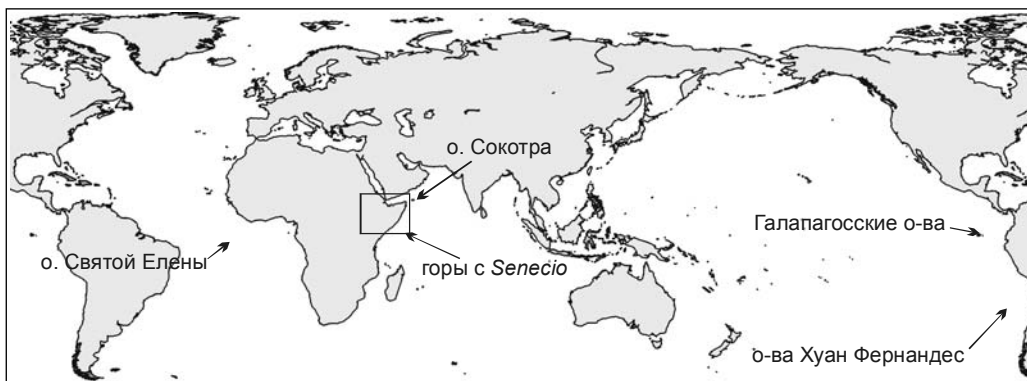 о. Сокотра
Галапагосские о-ва
о. Святой Елены
горы с Senecio
о-ва Хуан Фернандес